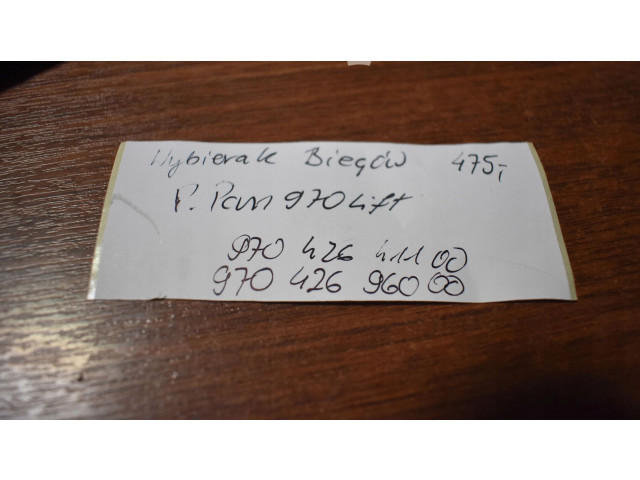 Wybierak Biegów 475,-
P. Pan 970 Lift
970 426 411 00
970 426 960 00